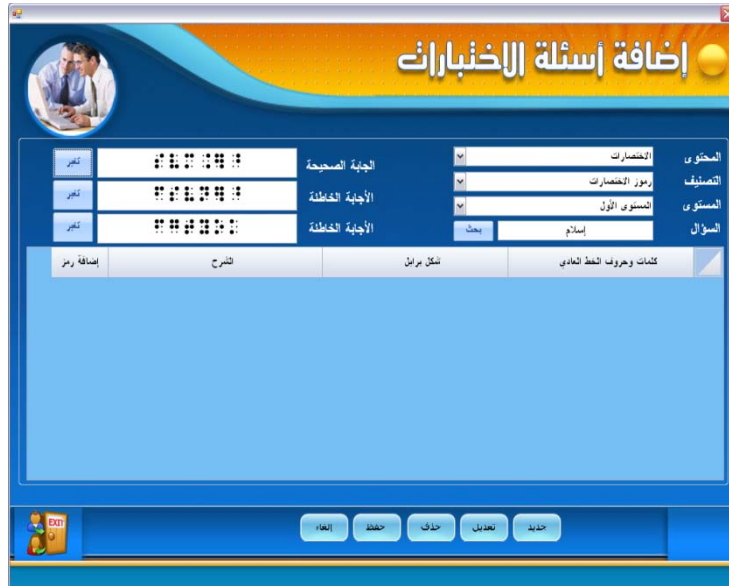 إضافة أسئلة الاختبارات
المحتوى الاختصارات الجابة الصحيحة تغير
التصنيف رموز الاختصارات الأجابة الخاطئة تغير
المستوى المستوى الأول الأجابة الخاطئة تغير
السؤال إسلام بحث
كلمات وحروف الخط العادي شكل برايل الشرح إضافة رمز
جديد تعديل حذف حفظ إلغاء
EXIT